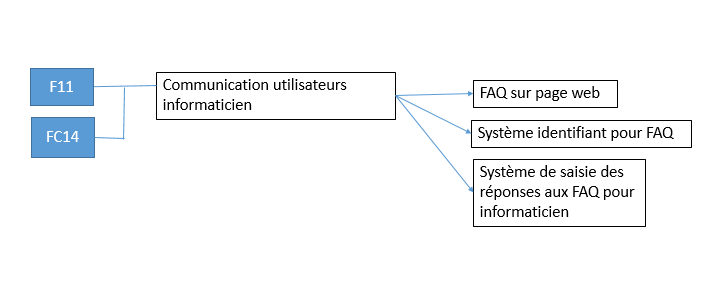 F11
FC14
Communication utilisateurs
informaticien
FAQ sur page web
Système identifiant pour FAQ
Système de saisie des
réponses aux FAQ pour
informaticien